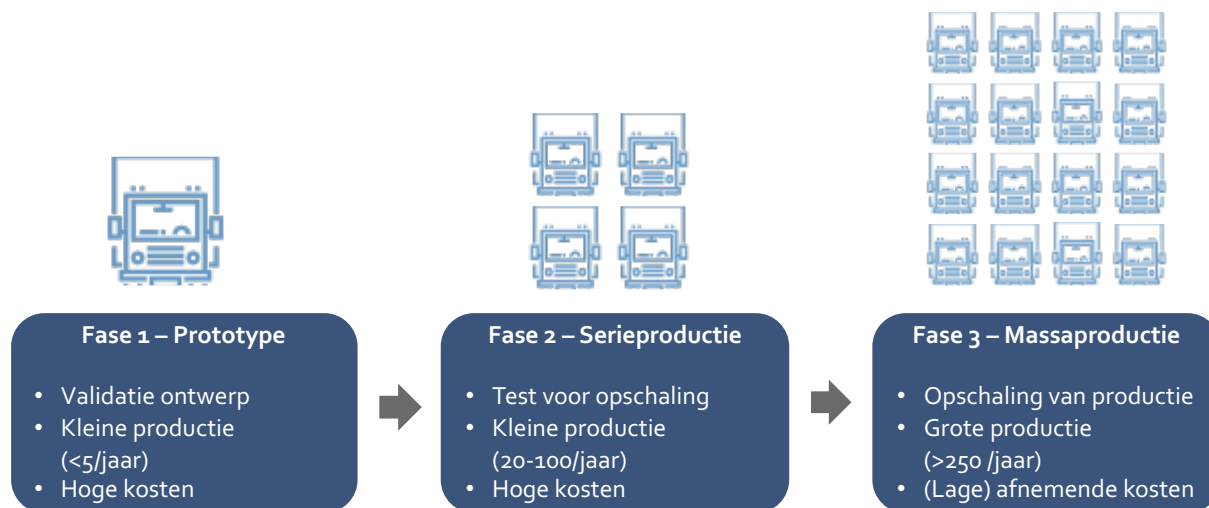 Fase 1 – Prototype
• Validatie ontwerp
• Kleine productie
(<5/jaar)
• Hoge kosten
Fase 2 – Serieproductie
• Test voor opschaling
• Kleine productie
(20-100/jaar)
• Hoge kosten
Fase 3 – Massaproductie
• Opschaling van productie
• Grote productie
(>250 /jaar)
• (Lage) afnemende kosten